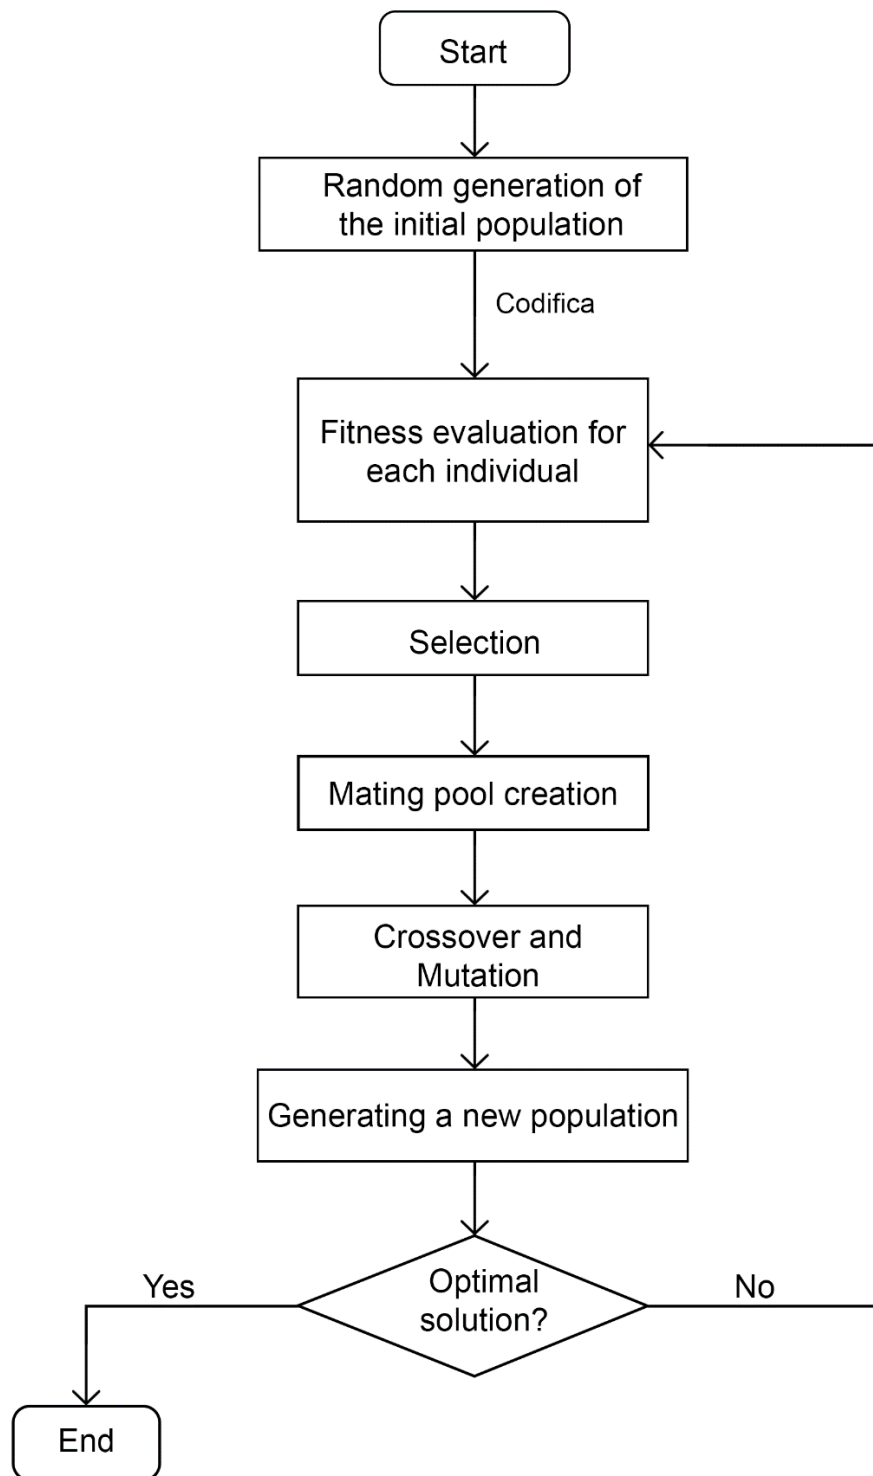 Start
Random generation of
the initial population
Codifica
Fitness evaluation for
each individual
Selection
Mating pool creation
Crossover and
Mutation
Generating a new population
Optimal
solution?
Yes
No
End